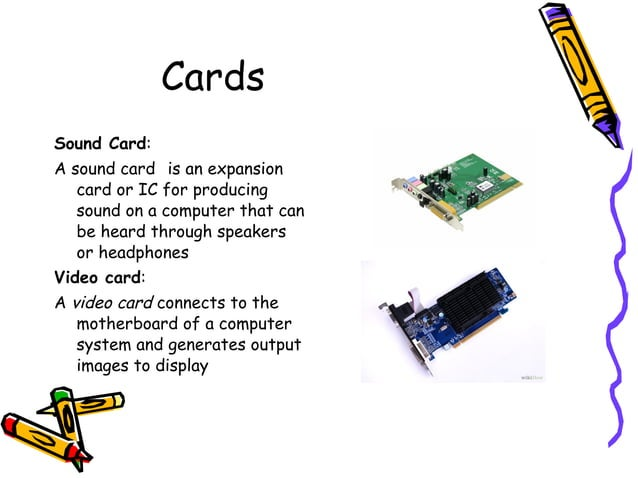 Cards
Sound Card:
A sound card is an expansion
card or IC for producing
sound on a computer that can
be heard through speakers
or headphones
Video card:
A video card connects to the
motherboard of a computer
system and generates output
images to display
wikiHow